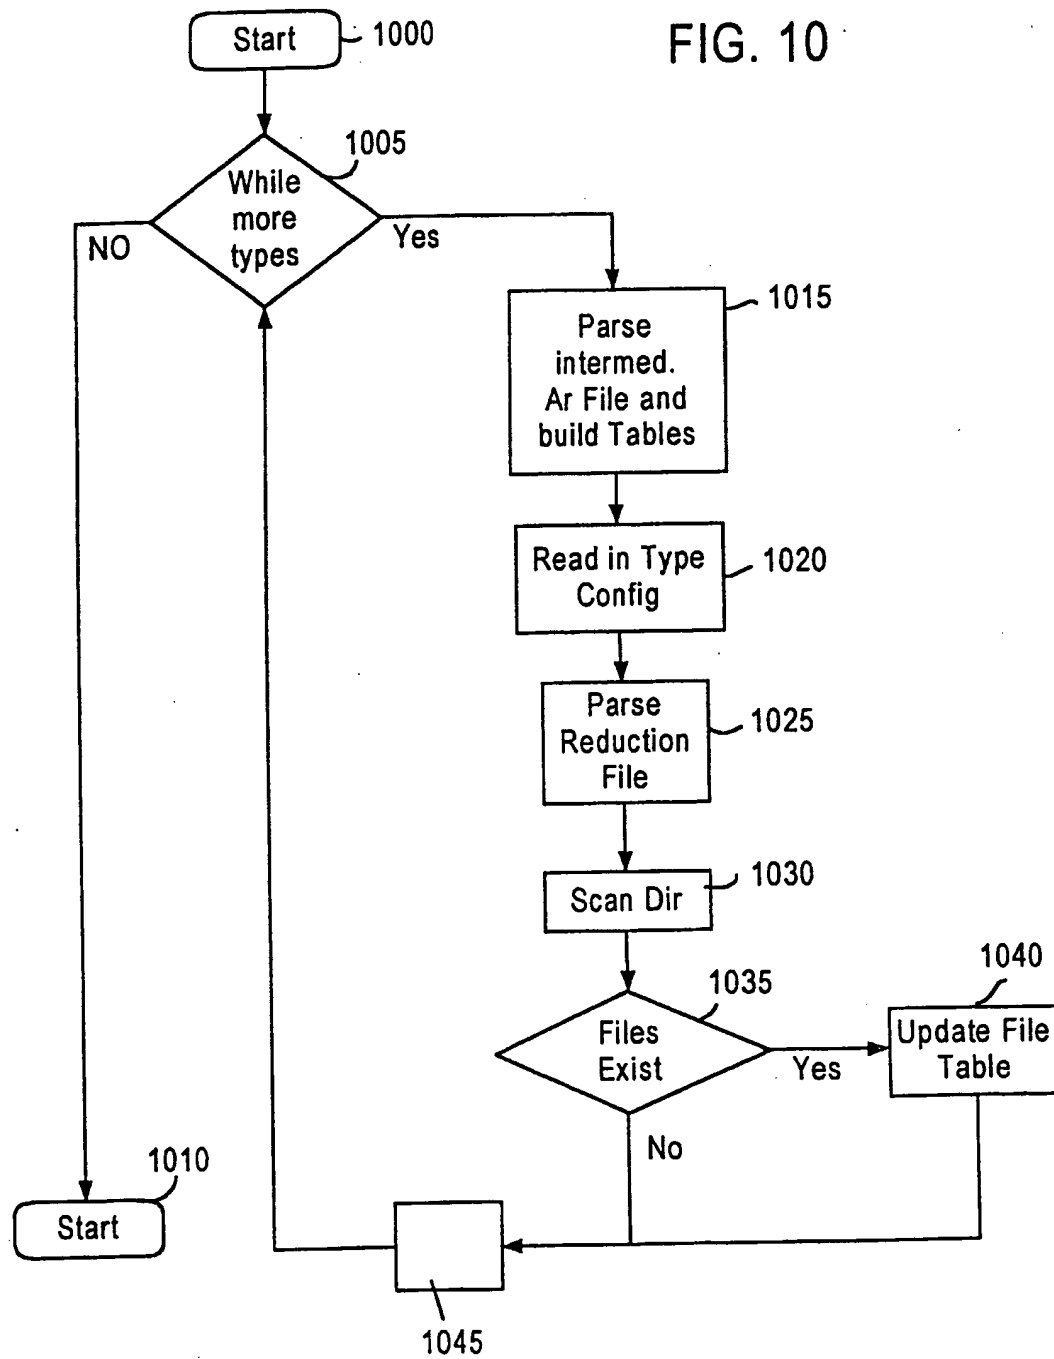 FIG. 10
Start
1000
While
more
types
1005
NO
Yes
Parse
intermed.
Ar File and
build Tables
1015
Read in Type
Config
1020
Parse
Reduction
File
1025
Scan Dir
1030
Files
Exist
1035
Yes
No
Update File
Table
1040
Start
1010
1045